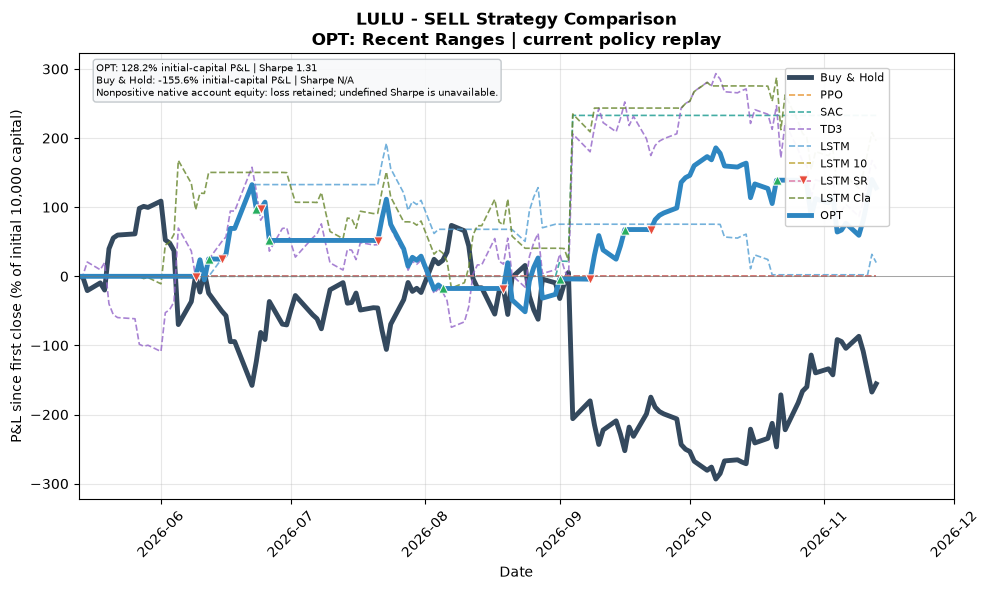 LULU - SELL Strategy Comparison
OPT: Recent Ranges | current policy replay
OPT: 128.2% initial-capital P&L | Sharpe 1.31
Buy & Hold: -155.6% initial-capital P&L | Sharpe N/A
Nonpositive native account equity: loss retained; undefined Sharpe is unavailable.
Buy & Hold
PPO
SAC
TD3
LSTM
LSTM 10
LSTM SR
LSTM Cla
OPT
P&L since first close (% of initial 10,000 capital)
300
200
100
0
−100
−200
−300
2026-06
2026-07
2026-08
2026-09
2026-10
2026-11
2026-12
Date